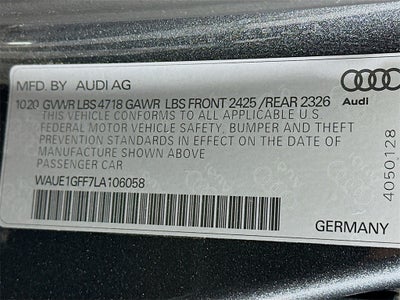 MFD. BY AUDI AG
1020 GVWR LBS 4718 GAWR LBS FRONT 2425 /REAR 2326
THIS VEHICLE CONFORMS TO ALL APPLICABLE U.S.
FEDERAL MOTOR VEHICLE SAFETY, BUMPER AND THEFT
PREVENTION STANDARDS IN EFFECT ON THE DATE OF
MANUFACTURE SHOWN ABOVE.
PASSENGER CAR
WAUE1GFF7LA106058
Audi
4050128
GERMANY